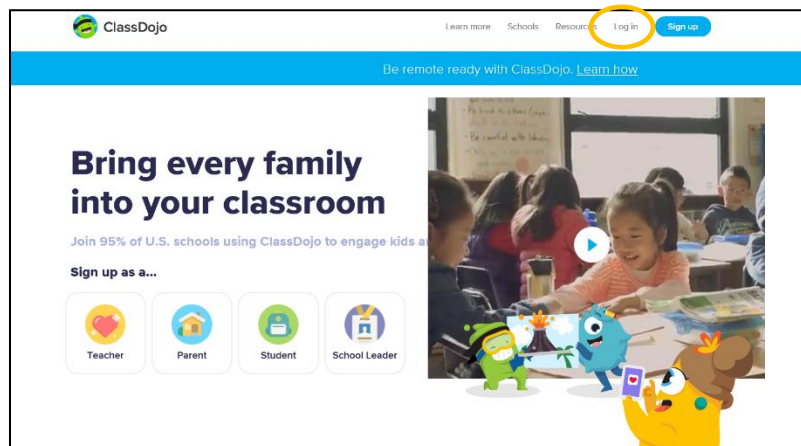 ClassDojo
Learn more Schools Resources Log in Sign up
Be remote ready with ClassDojo. Learn how
Bring every family
into your classroom
Join 95% of U.S. schools using ClassDojo to engage kids
Sign up as a...
Teacher Parent Student School Leader